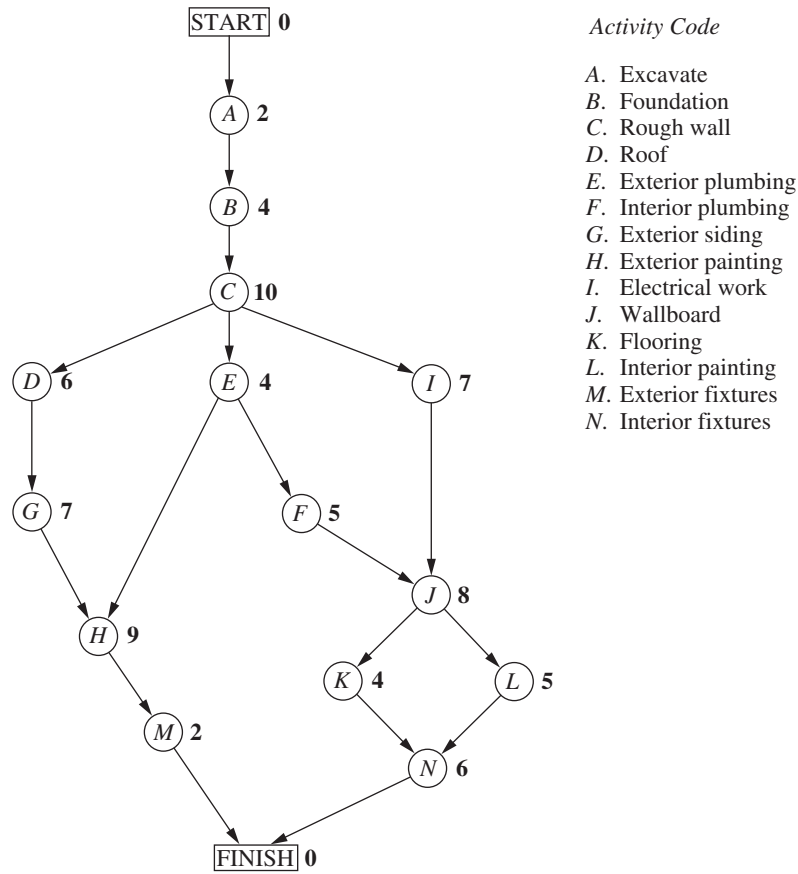 START 0
Activity Code
A. Excavate
B. Foundation
C. Rough wall
D. Roof
E. Exterior plumbing
F. Interior plumbing
G. Exterior siding
H. Exterior painting
I. Electrical work
J. Wallboard
K. Flooring
L. Interior painting
M. Exterior fixtures
N. Interior fixtures
A 2
B 4
C 10
D 6
E 4
I 7
G 7
F 5
J 8
H 9
K 4
L 5
M 2
N 6
FINISH 0